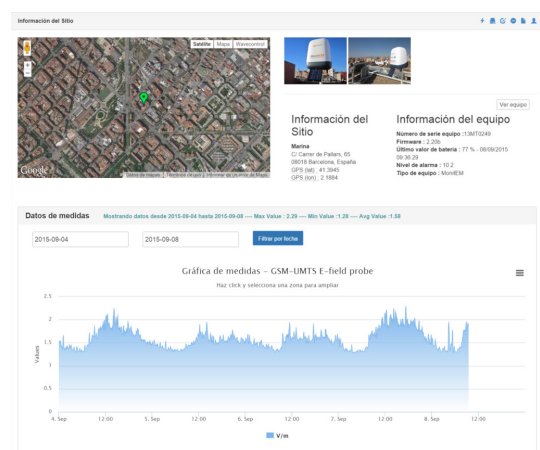 Información del Sitio
Satélite Mapa Wavecontrol
Google
Ver equipo
Información del Sitio
Marina
C/ Carrer de Pallars, 65
08018 Barcelona, España
GPS (lat) : 41.3945
GPS (lon) : 2.1884
Información del equipo
Número de serie equipo :13MT0249
Firmware : 2.20b
Último valor de bateria : 77 % - 08/09/2015
09:36:29
Nivel de alarma : 10.2
Tipo de equipo : MonitEM
Datos de medidas Mostrando datos desde 2015-09-04 hasta 2015-09-08 ---- Max Value : 2.29 ---- Min Value :1.28 ---- Avg Value :1.58
2015-09-04 2015-09-08 Filtrar por fecha
Gráfica de medidas - GSM-UMTS E-field probe
Haz click y selecciona una zona para ampliar
Values
2.5
2
1.5
1
0.5
0
4. Sep 12:00 5. Sep 12:00 6. Sep 12:00 7. Sep 12:00 8. Sep 12:00
V/m